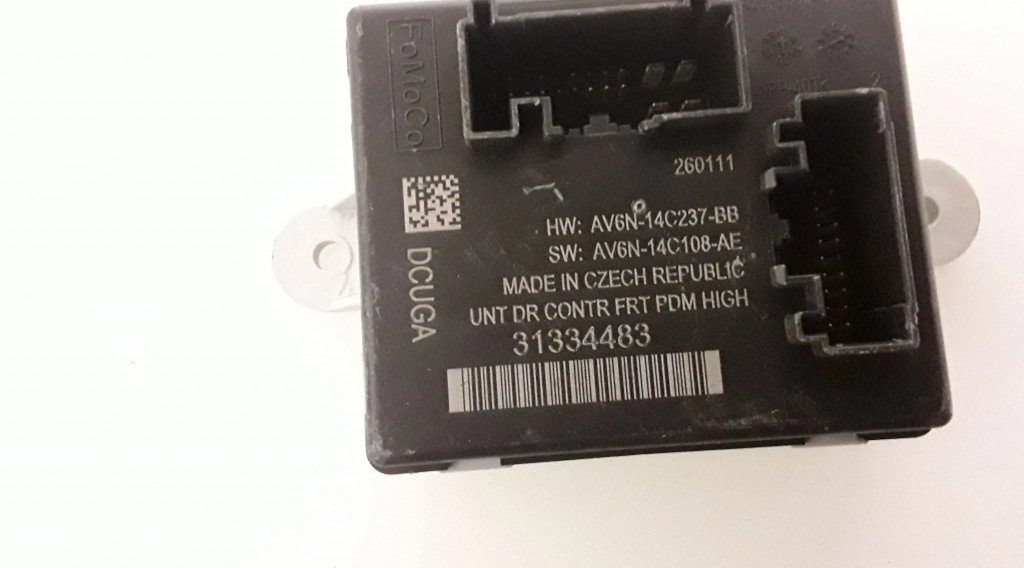 FoMoCo
2
260111
HW: AV6N-14C237-BB
SW: AV6N-14C108-AE
MADE IN CZECH REPUBLIC
UNT DR CONTR FRT PDM HIGH
31334483
DCUGA